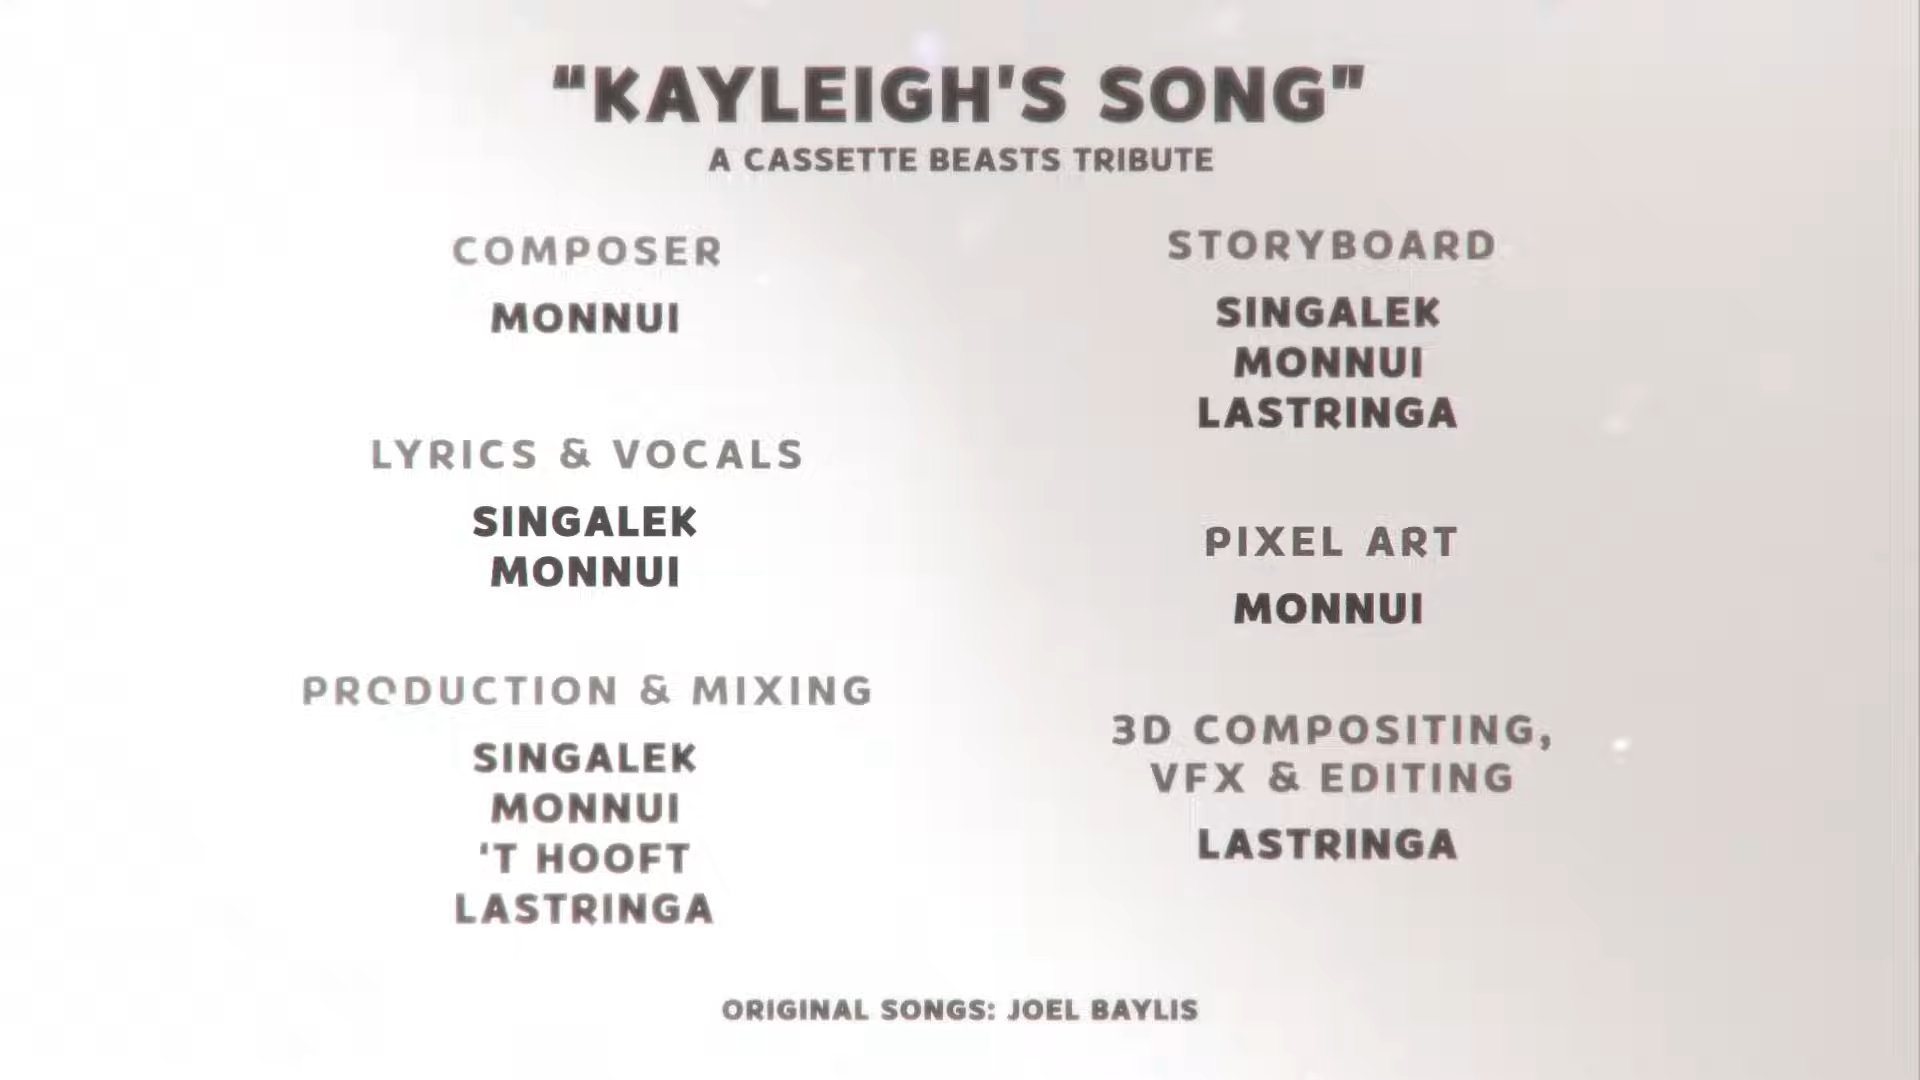 “KAYLEIGH'S SONG”
A CASSETTE BEASTS TRIBUTE
COMPOSER
MONNUI
LYRICS & VOCALS
SINGALEK
MONNUI
PRODUCTION & MIXING
SINGALEK
MONNUI
‘T HOOFT
LASTRINGA
STORYBOARD
SINGALEK
MONNUI
LASTRINGA
PIXEL ART
MONNUI
3D COMPOSITING,
VFX & EDITING
LASTRINGA
ORIGINAL SONGS: JOEL BAYLIS